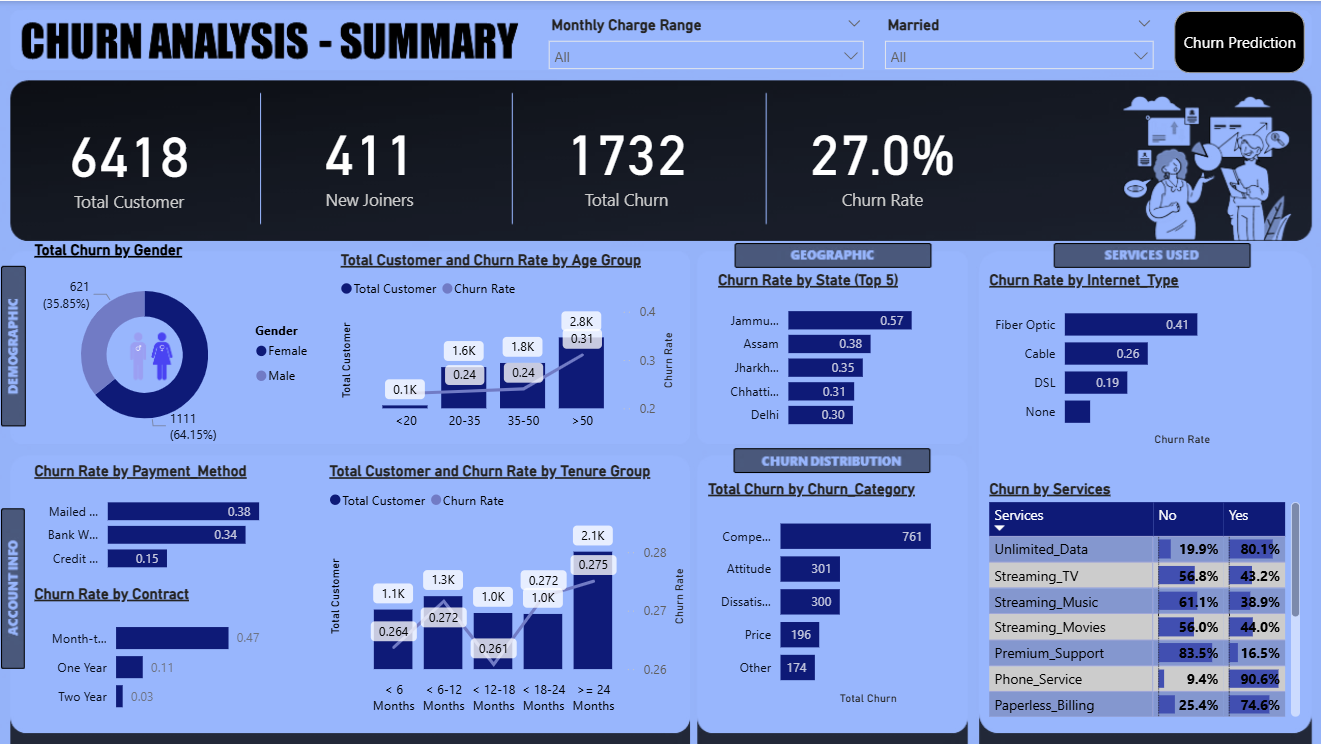 CHURN ANALYSIS - SUMMARY
Monthly Charge Range
All
Married
All
Churn Prediction
6418
Total Customer
411
New Joiners
1732
Total Churn
27.0%
Churn Rate
DEMOGRAPHIC
Total Churn by Gender
621
(35.85%)
1111
(64.15%)
Gender
Female
Male
Total Customer and Churn Rate by Age Group
Total Customer Churn Rate
Total Customer
0.1K
1.6K
0.24
1.8K
0.24
2.8K
0.31
0.4
0.3
0.2
Churn Rate
<20 20-35 35-50 >50
GEOGRAPHIC
Churn Rate by State (Top 5)
Jammu... 0.57
Assam 0.38
Jharkh... 0.35
Chhatti... 0.31
Delhi 0.30
SERVICES USED
Churn Rate by Internet_Type
Fiber Optic 0.41
Cable 0.26
DSL 0.19
None
Churn Rate
ACCOUNT INFO
Churn Rate by Payment_Method
Mailed ... 0.38
Bank W... 0.34
Credit ... 0.15
Churn Rate by Contract
Month-t... 0.47
One Year 0.11
Two Year 0.03
Total Customer and Churn Rate by Tenure Group
Total Customer Churn Rate
Total Customer
1.1K
0.264
1.3K
0.272
1.0K
0.261
0.272
1.0K
2.1K
0.275
0.28
0.27
0.26
Churn Rate
< 6 < 6-12 < 12-18 < 18-24 >= 24
Months Months Months Months Months
CHURN DISTRIBUTION
Total Churn by Churn_Category
Compe... 761
Attitude 301
Dissatis... 300
Price 196
Other 174
Total Churn
Churn by Services
Services No Yes
Unlimited_Data 19.9% 80.1%
Streaming_TV 56.8% 43.2%
Streaming_Music 61.1% 38.9%
Streaming_Movies 56.0% 44.0%
Premium_Support 83.5% 16.5%
Phone_Service 9.4% 90.6%
Paperless_Billing 25.4% 74.6%